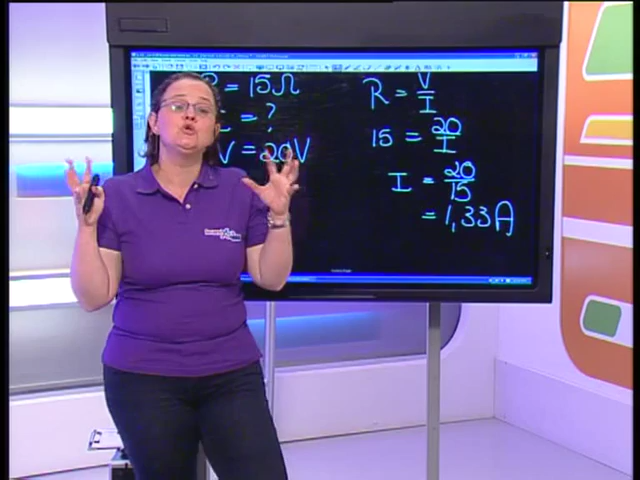 R = 15Ω
I = ?
V = 20V
R = V/I
15 = 20/I
I = 20/15
= 1,33A